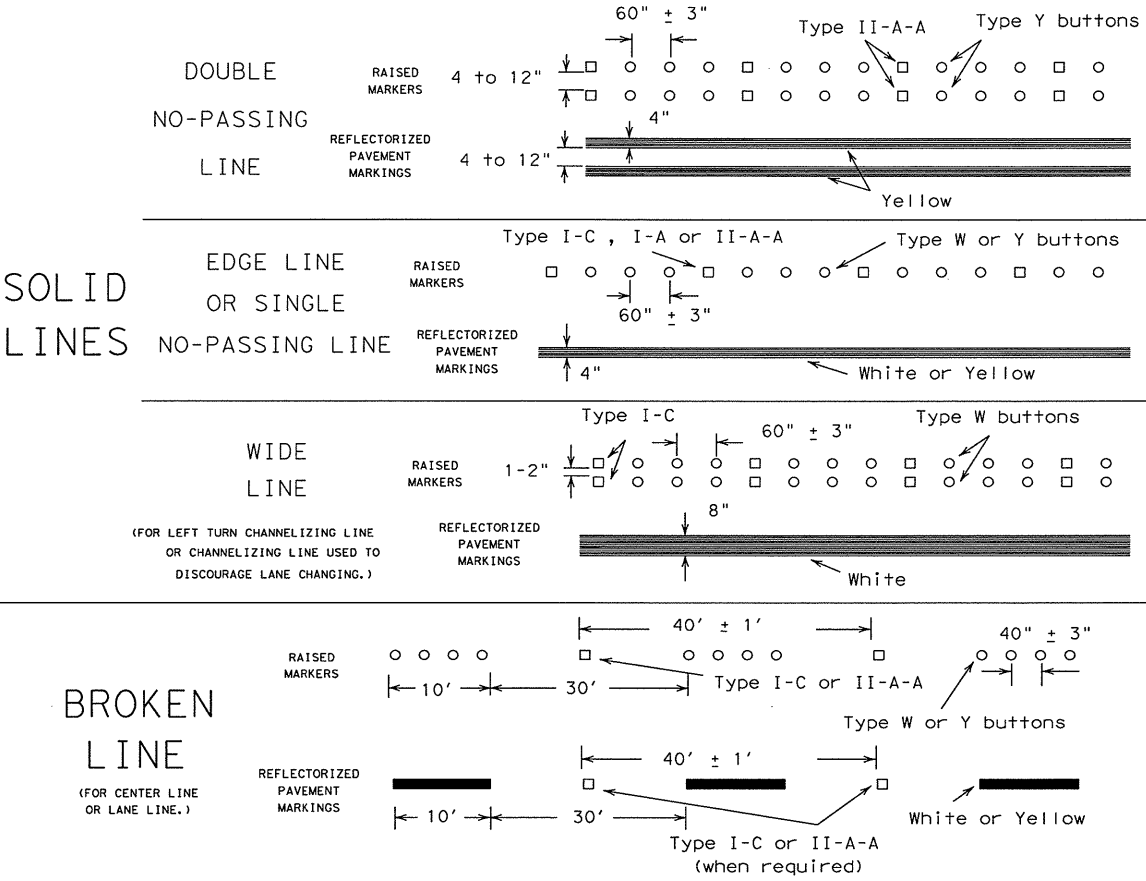 SOLID
LINES
DOUBLE
NO-PASSING
LINE
RAISED
MARKERS
4 to 12"
60" ± 3"
Type II-A-A
Type Y buttons
REFLECTORIZED
PAVEMENT
MARKINGS
4 to 12"
4"
Yellow
EDGE LINE
OR SINGLE
NO-PASSING LINE
RAISED
MARKERS
Type I-C , I-A or II-A-A
Type W or Y buttons
60" ± 3"
REFLECTORIZED
PAVEMENT
MARKINGS
4"
White or Yellow
WIDE
LINE
(FOR LEFT TURN CHANNELIZING LINE
OR CHANNELIZING LINE USED TO
DISCOURAGE LANE CHANGING.)
RAISED
MARKERS
1-2"
Type I-C
60" ± 3"
Type W buttons
REFLECTORIZED
PAVEMENT
MARKINGS
8"
White
BROKEN
LINE
(FOR CENTER LINE
OR LANE LINE.)
RAISED
MARKERS
40' ± 1'
40" ± 3"
10'
30'
Type I-C or II-A-A
Type W or Y buttons
REFLECTORIZED
PAVEMENT
MARKINGS
40' ± 1'
10'
30'
Type I-C or II-A-A
(when required)
White or Yellow